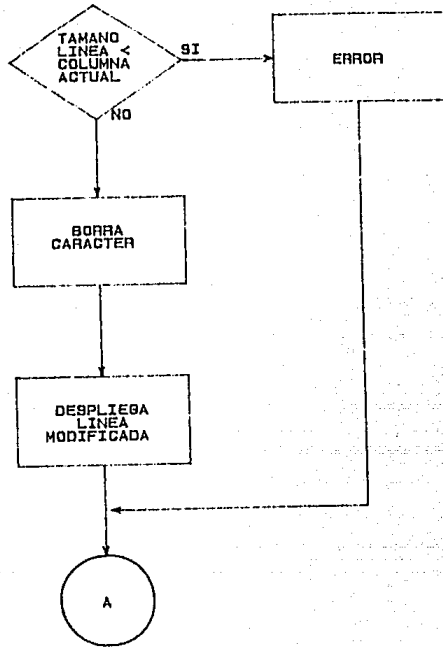 TAMANO
LINEA <
COLUMNA
ACTUAL
SI
ERROR
NO
BORRA
CARACTER
DESPLIEGA
LINEA
MODIFICADA
A